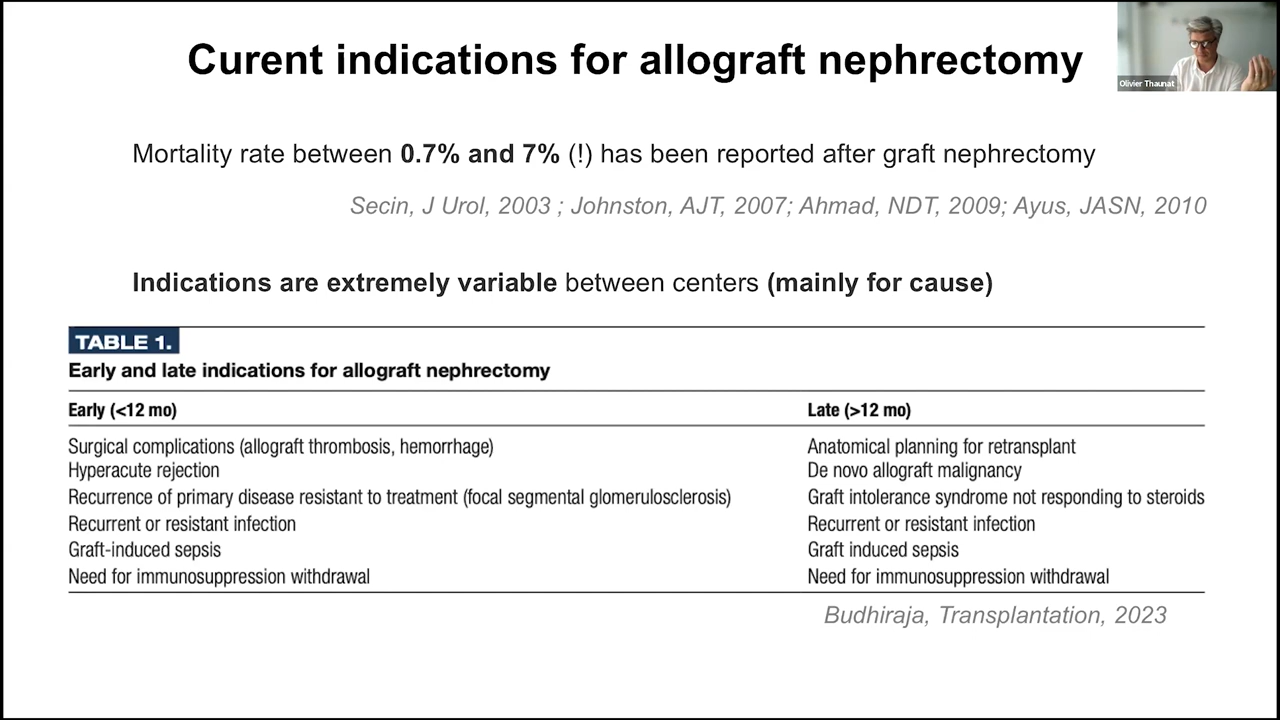 Curent indications for allograft nephrectomy
Olivier Thaunat
Mortality rate between 0.7% and 7% (!) has been reported after graft nephrectomy
Secin, J Urol, 2003 ; Johnston, AJT, 2007; Ahmad, NDT, 2009; Ayus, JASN, 2010
Indications are extremely variable between centers (mainly for cause)
TABLE 1.
Early and late indications for allograft nephrectomy
Early (<12 mo) Late (>12 mo)
Surgical complications (allograft thrombosis, hemorrhage) Anatomical planning for retransplant
Hyperacute rejection De novo allograft malignancy
Recurrence of primary disease resistant to treatment (focal segmental glomerulosclerosis) Graft intolerance syndrome not responding to steroids
Recurrent or resistant infection Recurrent or resistant infection
Graft-induced sepsis Graft induced sepsis
Need for immunosuppression withdrawal Need for immunosuppression withdrawal
Budhiraja, Transplantation, 2023